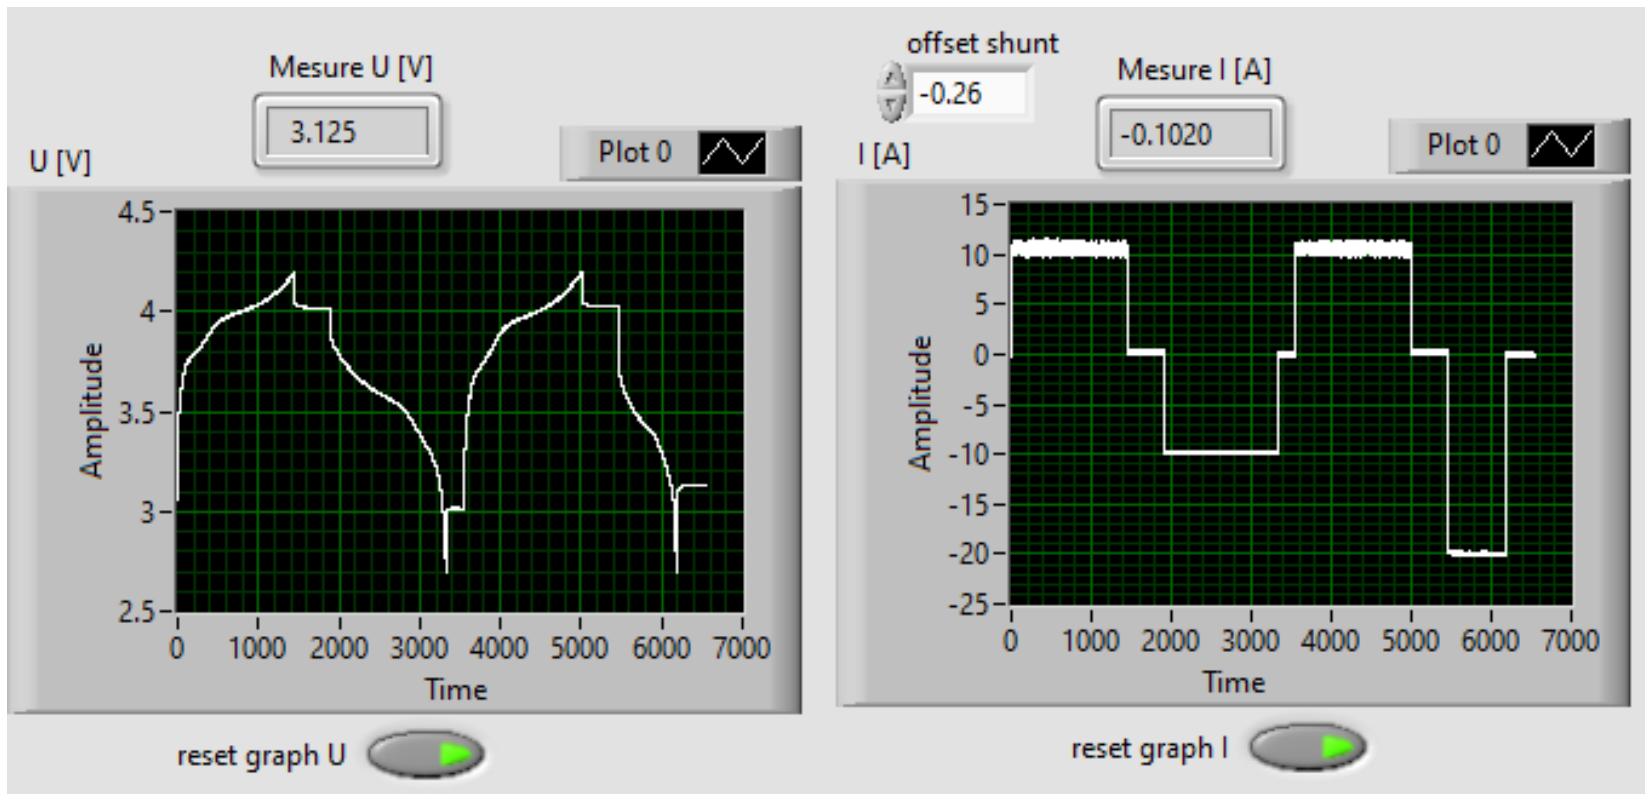 Mesure U [V]
3.125
U [V]
Plot 0
Amplitude
4.5
4
3.5
3
2.5
0 1000 2000 3000 4000 5000 6000 7000
Time
reset graph U
offset shunt
-0.26
Mesure I [A]
-0.1020
I [A]
Plot 0
Amplitude
15
10
5
0
-5
-10
-15
-20
-25
0 1000 2000 3000 4000 5000 6000 7000
Time
reset graph I